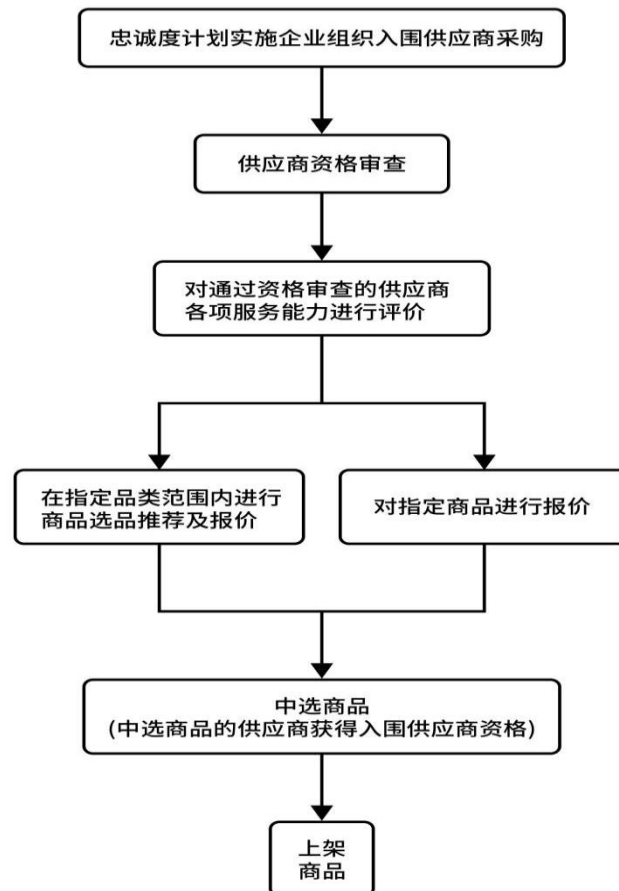 忠诚度计划实施企业组织入围供应商采购
供应商资格审查
对通过资格审查的供应商
各项服务能力进行评价
在指定品类范围内进行
商品选品推荐及报价
对指定商品进行报价
中选商品
(中选商品的供应商获得入围供应商资格)
上架
商品